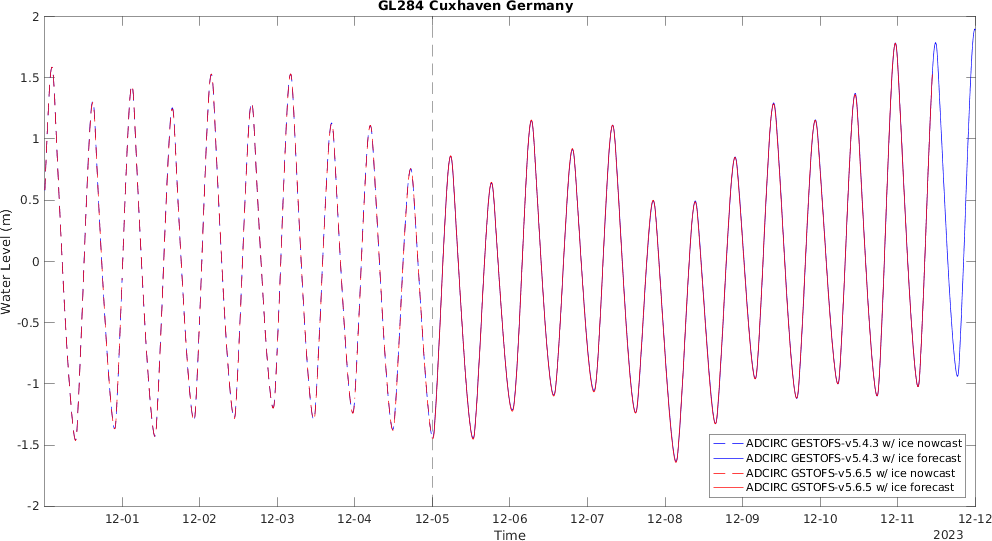 GL284 Cuxhaven Germany
2
1.5
1
0.5
0
-0.5
-1
-1.5
-2
Water Level (m)
12-01 12-02 12-03 12-04 12-05 12-06 12-07 12-08 12-09 12-10 12-11 12-12
Time
2023
ADCIRC GESTOFS-v5.4.3 w/ ice nowcast
ADCIRC GESTOFS-v5.4.3 w/ ice forecast
ADCIRC GSTOFS-v5.6.5 w/ ice nowcast
ADCIRC GSTOFS-v5.6.5 w/ ice forecast